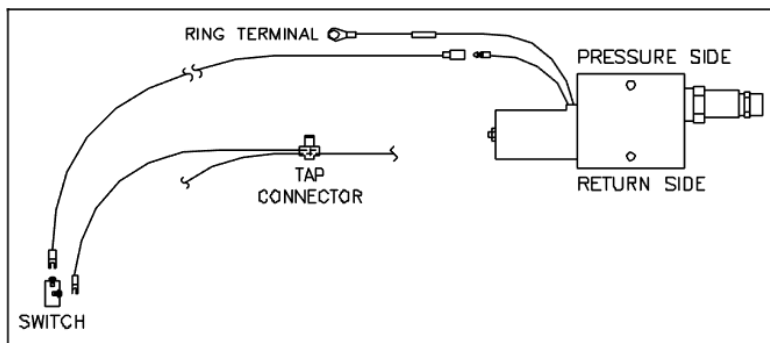 RING TERMINAL
PRESSURE SIDE
TAP
CONNECTOR
RETURN SIDE
SWITCH